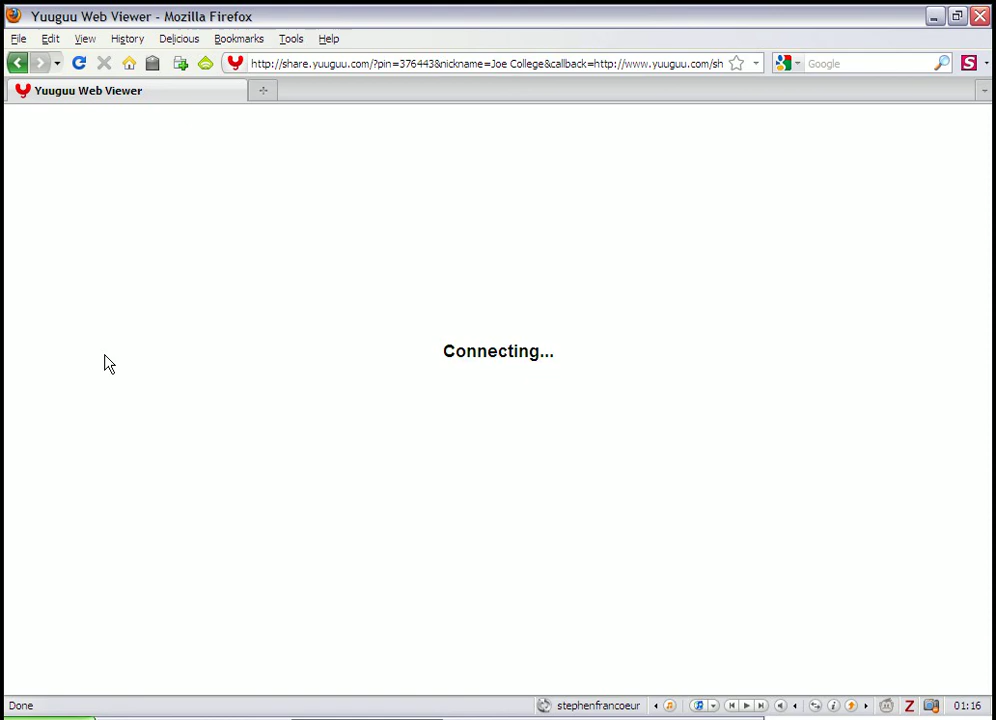 Yuuguu Web Viewer - Mozilla Firefox
File Edit View History Delicious Bookmarks Tools Help
http://share.yuuguu.com/?pin=376443&nickname=Joe College&callback=http://www.yuuguu.com/sh Google S
Yuuguu Web Viewer
Connecting...
Done stephenfrancoeur Z 01:16